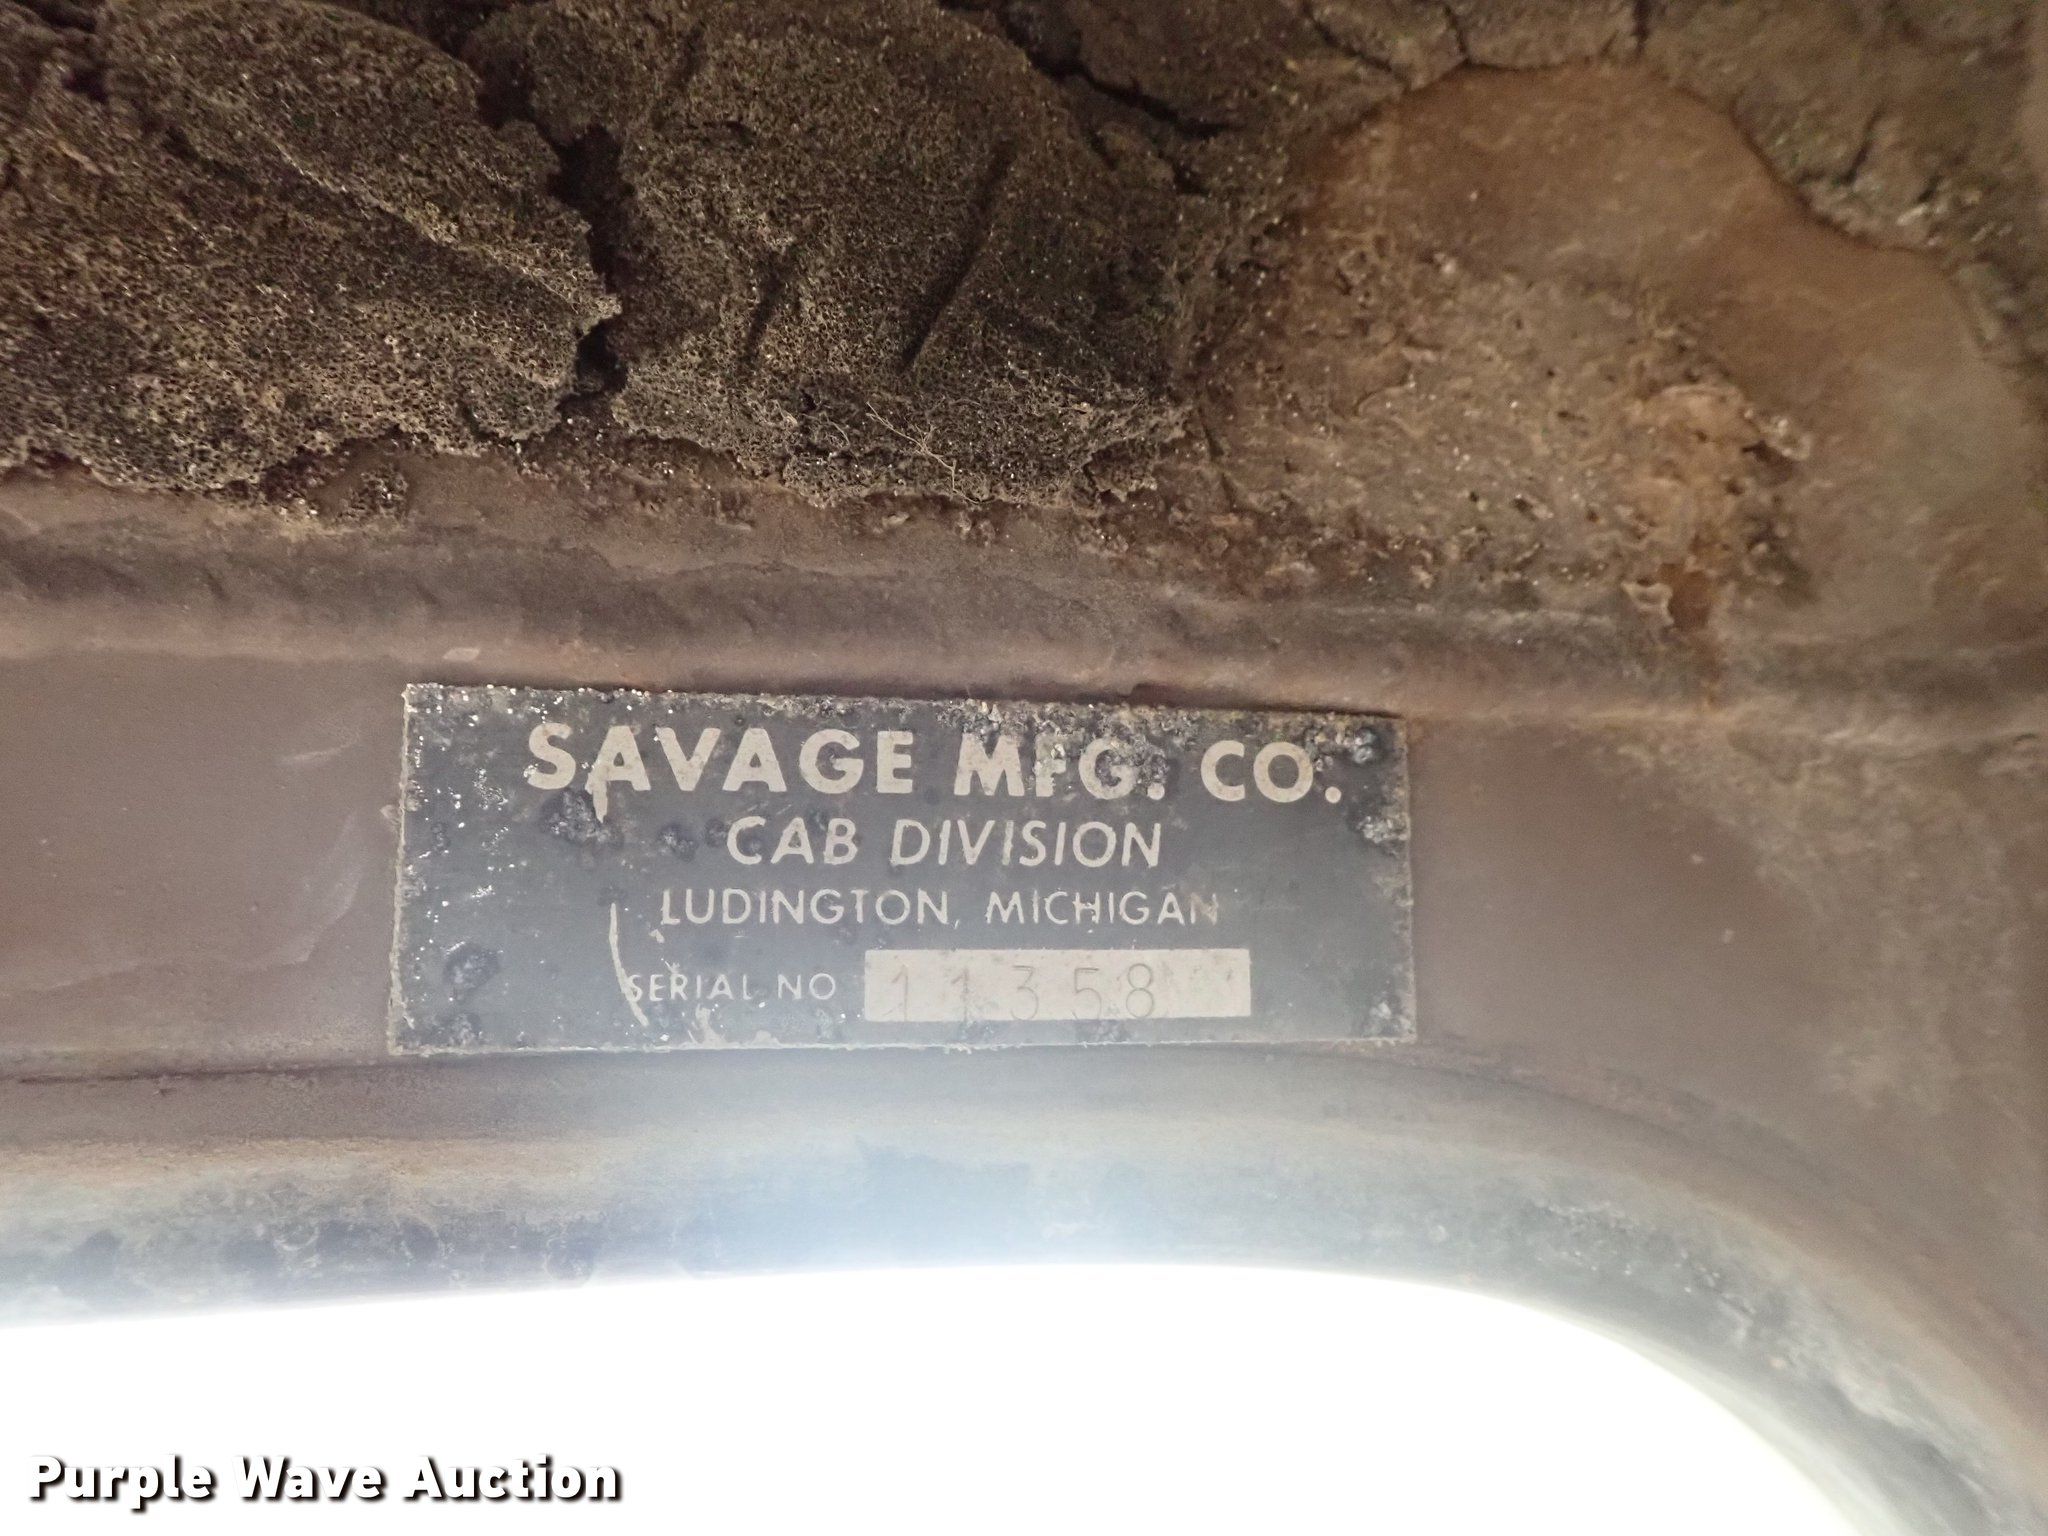 SAVAGE MFG. CO.
CAB DIVISION
LUDINGTON, MICHIGAN
SERIAL NO 11358
Purple Wave Auction